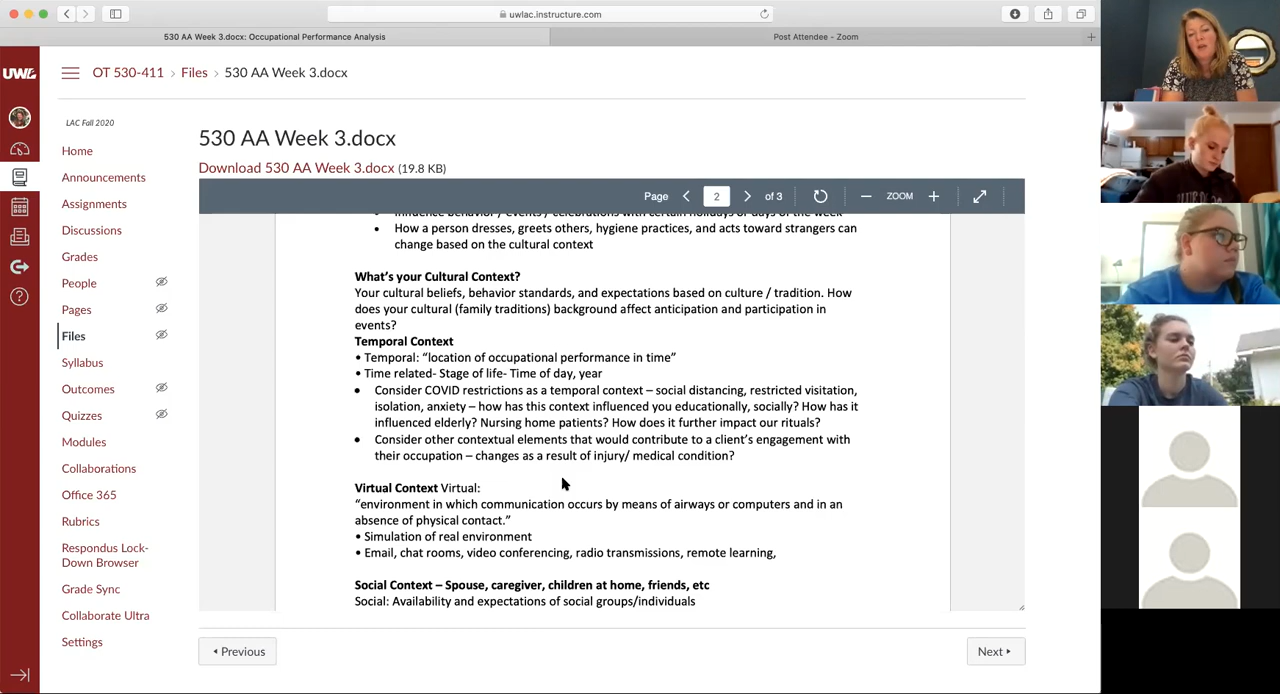 uwlac.instructure.com
530 AA Week 3.docx: Occupational Performance Analysis
Post Attendee - Zoom
UWL
OT 530-411 > Files > 530 AA Week 3.docx
LAC Fall 2020
Home
Announcements
Assignments
Discussions
Grades
People
Pages
Files
Syllabus
Outcomes
Quizzes
Modules
Collaborations
Office 365
Rubrics
Respondus Lock-
Down Browser
Grade Sync
Collaborate Ultra
Settings
530 AA Week 3.docx
Download 530 AA Week 3.docx (19.8 KB)
Page 2 of 3 ZOOM
Influence behavior / events / celebrations with certain holidays or days of the week
• How a person dresses, greets others, hygiene practices, and acts toward strangers can
change based on the cultural context
What's your Cultural Context?
Your cultural beliefs, behavior standards, and expectations based on culture / tradition. How
does your cultural (family traditions) background affect anticipation and participation in
events?
Temporal Context
• Temporal: “location of occupational performance in time”
• Time related- Stage of life- Time of day, year
• Consider COVID restrictions as a temporal context – social distancing, restricted visitation,
isolation, anxiety – how has this context influenced you educationally, socially? How has it
influenced elderly? Nursing home patients? How does it further impact our rituals?
• Consider other contextual elements that would contribute to a client's engagement with
their occupation – changes as a result of injury/ medical condition?
Virtual Context Virtual:
“environment in which communication occurs by means of airways or computers and in an
absence of physical contact.”
• Simulation of real environment
• Email, chat rooms, video conferencing, radio transmissions, remote learning,
Social Context – Spouse, caregiver, children at home, friends, etc
Social: Availability and expectations of social groups/individuals
Previous
Next